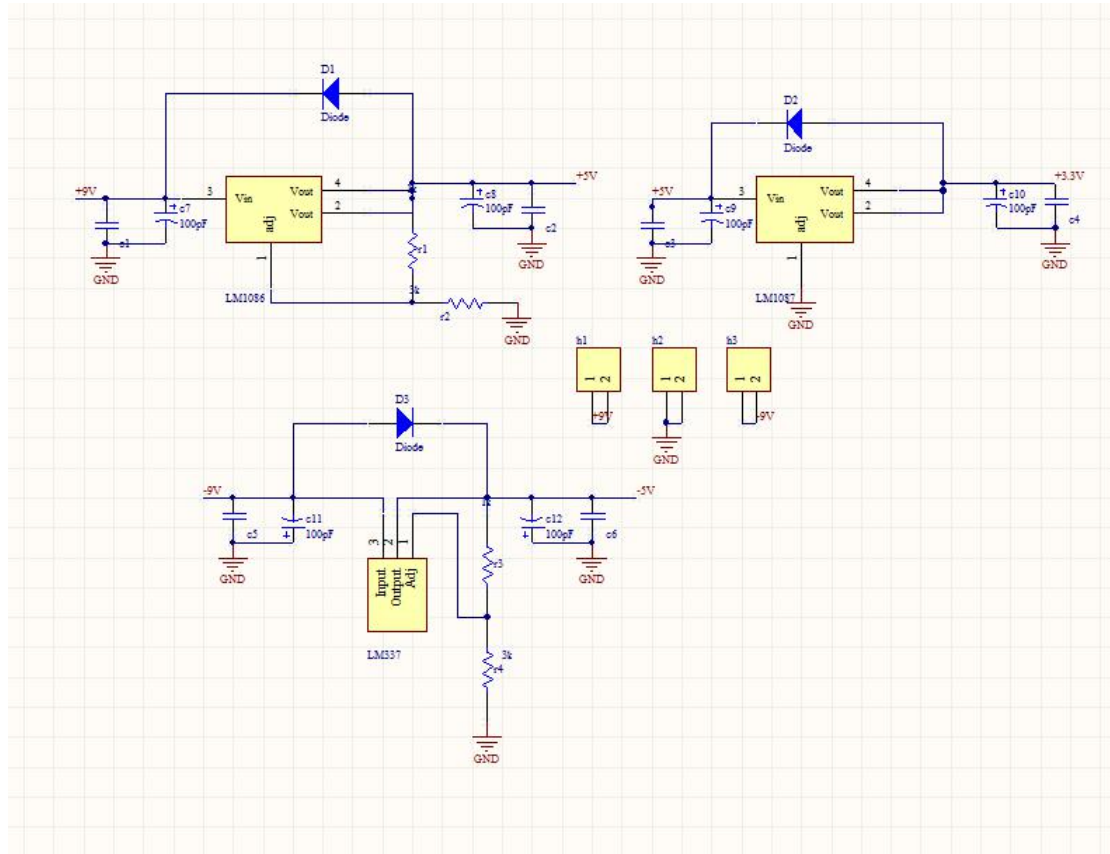 D1
Diode
+9V
3
Vin
Vout
4
Vout
2
adj
1
c1
c7
100pF
GND
LM1086
+5V
c8
100pF
c2
GND
r1
3k
r2
GND
D2
Diode
+5V
3
Vin
Vout
4
Vout
2
adj
1
c3
c9
100pF
GND
LM1087
GND
+3.3V
c10
100pF
c4
GND
h1
1 2
+9V
h2
1 2
GND
h3
1 2
-9V
D3
Diode
-9V
c5
c11
100pF
GND
3 2 1
Input
Output
Adj
LM337
-5V
c12
100pF
c6
GND
r3
3k
r4
GND